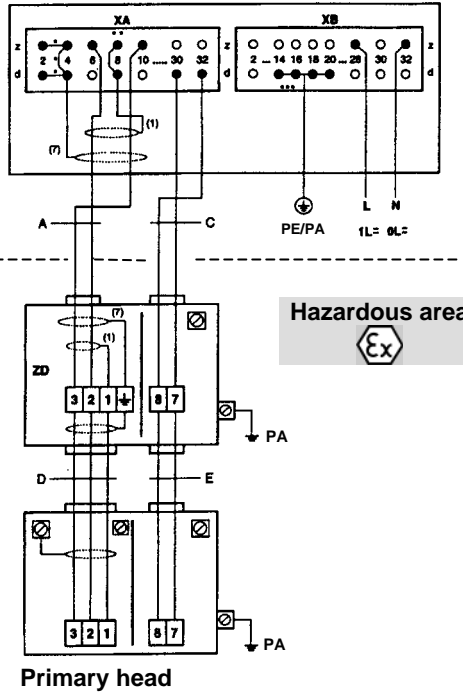 XA XB
z z z z
2 4 6 8 10 ..... 30 32 2 ... 14 16 18 20 ... 28 30 32
d d d
(1)
(7)
A C
PE/PA
L N
1L= 0L=
Hazardous area
Ex
(7)
(1)
ZD
3 2 1 8 7
PA
D E
3 2 1 8 7
PA
Primary head